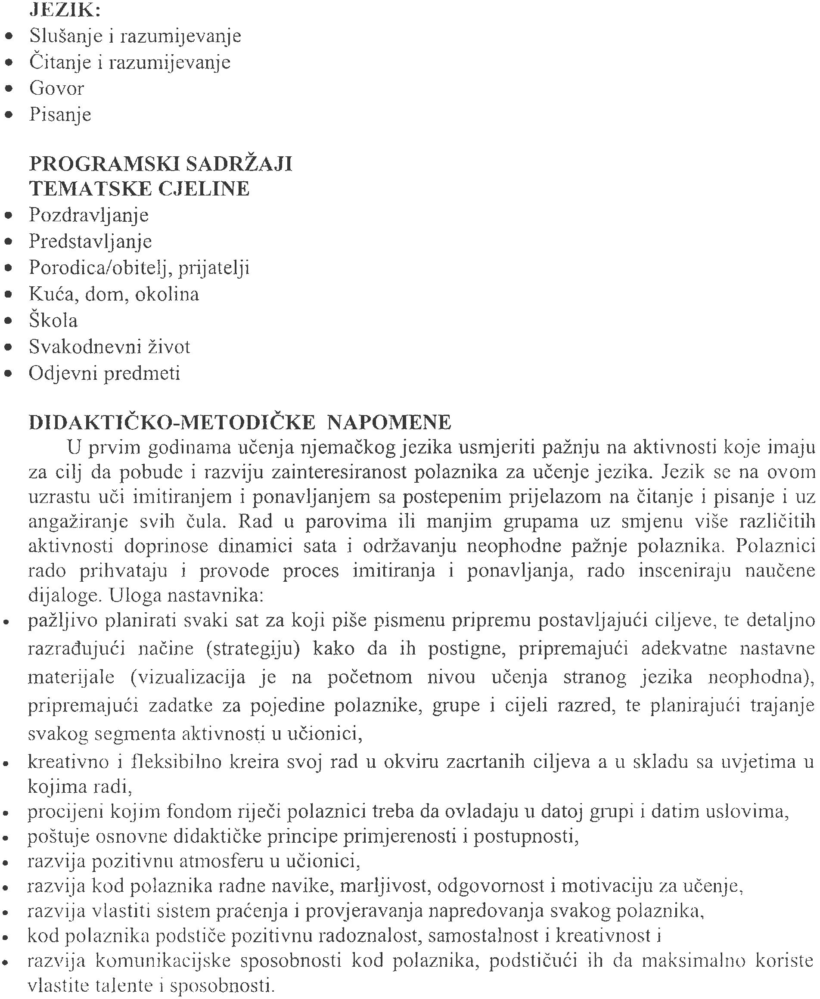 JEZIK:
• Slušanje i razumijevanje
• Čitanje i razumijevanje
• Govor
• Pisanje
PROGRAMSKI SADRŽAJI
TEMATSKE CJELINE
• Pozdravljanje
• Predstavljanje
• Porodica/obitelj, prijatelji
• Kuća, dom, okolina
• Škola
• Svakodnevni život
• Odjevni predmeti
DIDAKTIČKO-METODIČKE NAPOMENE
U prvim godinama učenja njemačkog jezika usmjeriti pažnju na aktivnosti koje imaju
za cilj da pobude i razviju zainteresiranost polaznika za učenje jezika. Jezik se na ovom
uzrastu uči imitiranjem i ponavljanjem sa postepenim prijelazom na čitanje i pisanje i uz
angažiranje svih čula. Rad u parovima ili manjim grupama uz smjenu više različitih
aktivnosti doprinose dinamici sata i održavanju neophodne pažnje polaznika. Polaznici
rado prihvataju i provode proces imitiranja i ponavljanja, rado insceniraju naučene
dijaloge. Uloga nastavnika:
• pažljivo planirati svaki sat za koji piše pismenu pripremu postavljajući ciljeve, te detaljno
razrađujući načine (strategiju) kako da ih postigne, pripremajući adekvatne nastavne
materijale (vizualizacija je na početnom nivou učenja stranog jezika neophodna),
pripremajući zadatke za pojedine polaznike, grupe i cijeli razred, te planirajući trajanje
svakog segmenta aktivnosti u učionici,
• kreativno i fleksibilno kreira svoj rad u okviru zacrtanih ciljeva a u skladu sa uvjetima u
kojima radi,
• procijeni kojim fondom riječi polaznici treba da ovladaju u datoj grupi i datim uslovima,
• poštuje osnovne didaktičke principe primjerenosti i postupnosti,
• razvija pozitivnu atmosferu u učionici,
• razvija kod polaznika radne navike, marljivost, odgovornost i motivaciju za učenje,
• razvija vlastiti sistem praćenja i provjeravanja napredovanja svakog polaznika,
• kod polaznika podstiče pozitivnu radoznalost, samostalnost i kreativnost i
• razvija komunikacijske sposobnosti kod polaznika, podstičući ih da maksimalno koriste
vlastite talente i sposobnosti.